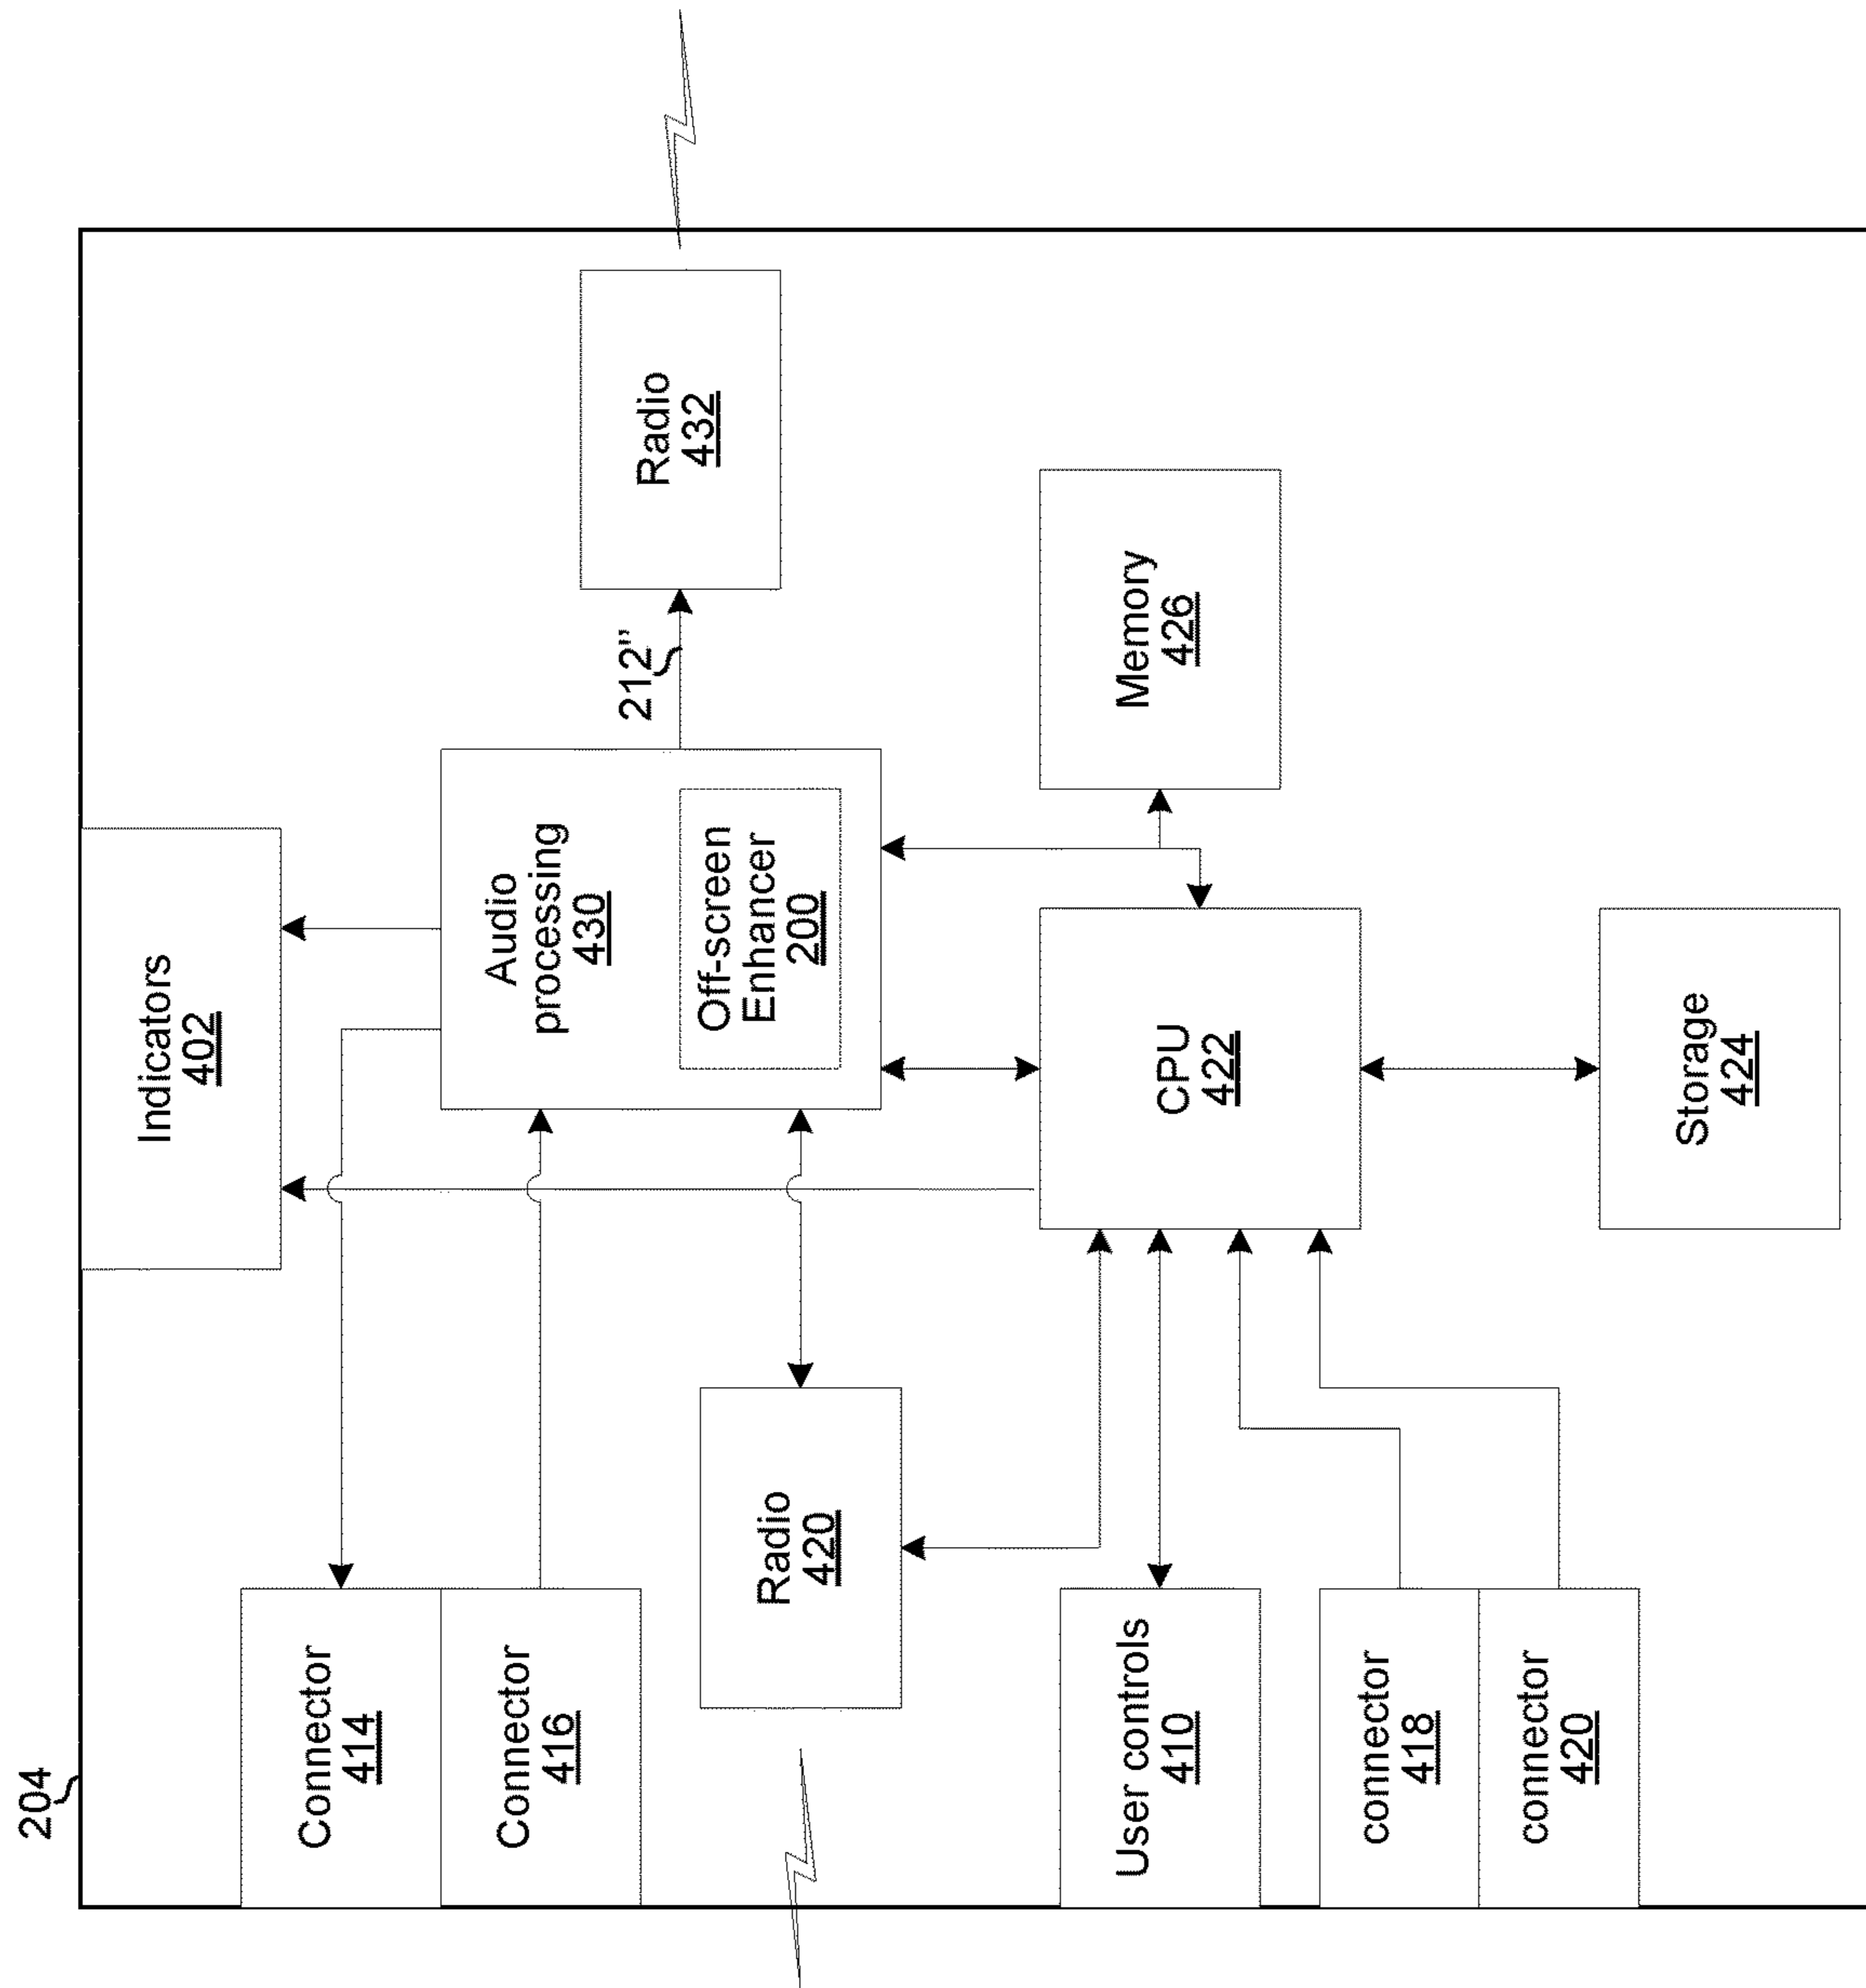 204
Indicators
402
Connector
414
Connector
416
Audio
processing
430
Off-screen
Enhancer
200
212”
Radio
432
Radio
420
User controls
410
CPU
422
Memory
426
connector
418
connector
420
Storage
424